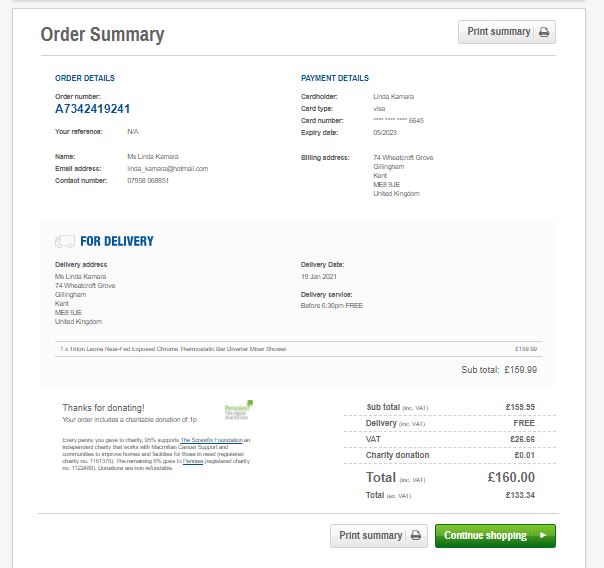 Order Summary
Print summary
ORDER DETAILS
Order number:
A7342419241
Your reference: N/A
Name: Ms Linda Kamara
Email address: linda_kamara@hotmail.com
Contact number: 07958 068851
PAYMENT DETAILS
Cardholder: Linda Kamara
Card type: visa
Card number: **** **** **** 6645
Expiry date: 05/2023
Billing address: 74 Wheatcroft Grove
Gillingham
Kent
ME8 9JE
United Kingdom
FOR DELIVERY
Delivery address
Ms Linda Kamara
74 Wheatcroft Grove
Gillingham
Kent
ME8 9JE
United Kingdom
Delivery Date:
19 Jan 2021
Delivery service:
Before 6:30pm FREE
1 x Triton Leona Rear-Fed Exposed Chrome Thermostatic Bar Diverter Mixer Shower £159.99
Sub total: £159.99
Thanks for donating!
Your order includes a charitable donation of 1p
Pennies
The digital
charity box
Every penny you gave to charity, 95% supports The Screwfix Foundation an
independent charity that works with Macmillan Cancer Support and
communities to improve homes and facilities for those in need (registered
charity no. 1151375). The remaining 5% goes to Pennies (registered charity
no. 1122489). Donations are non refundable.
Sub total (inc. VAT) £159.99
Delivery (inc. VAT) FREE
VAT £26.66
Charity donation £0.01
Total (inc. VAT) £160.00
Total (ex. VAT) £133.34
Print summary
Continue shopping